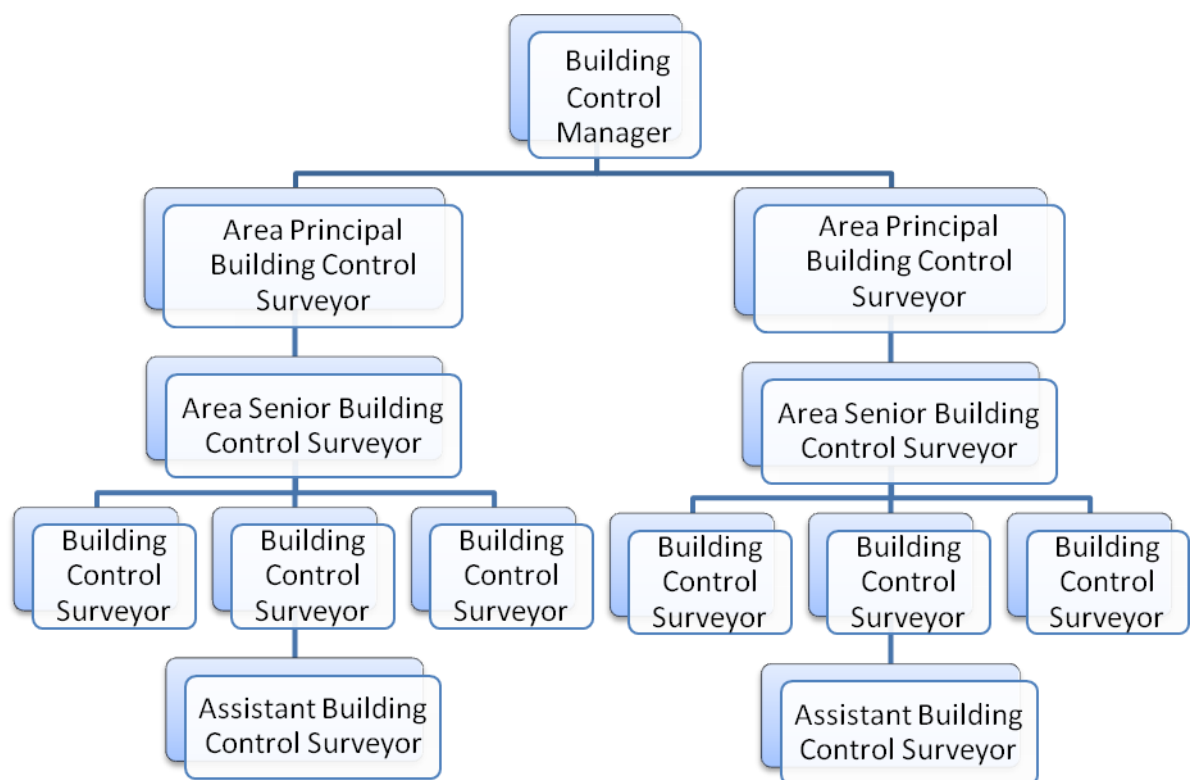 Building
Control
Manager
Area Principal
Building Control
Surveyor
Area Principal
Building Control
Surveyor
Area Senior Building
Control Surveyor
Area Senior Building
Control Surveyor
Building
Control
Surveyor
Building
Control
Surveyor
Building
Control
Surveyor
Building
Control
Surveyor
Building
Control
Surveyor
Building
Control
Surveyor
Assistant Building
Control Surveyor
Assistant Building
Control Surveyor